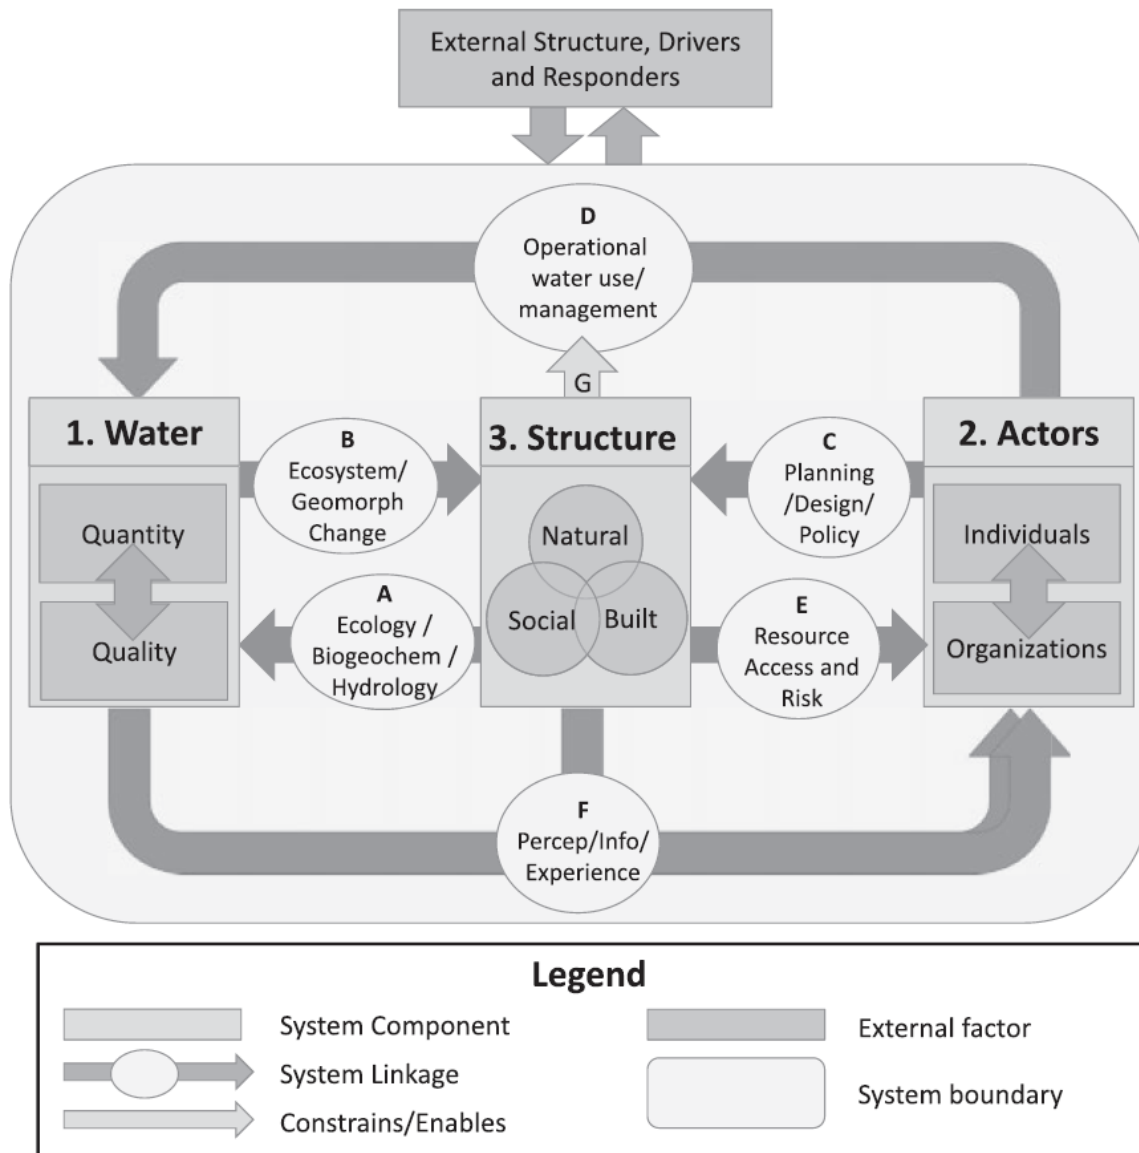 External Structure, Drivers
and Responders
D
Operational
water use/
management
G
1. Water
Quantity
Quality
B
Ecosystem/
Geomorph
Change
A
Ecology /
Biogeochem /
Hydrology
3. Structure
Natural
Social
Built
C
Planning
/Design/
Policy
E
Resource
Access and
Risk
2. Actors
Individuals
Organizations
F
Percep/Info/
Experience
Legend
System Component
System Linkage
Constrains/Enables
External factor
System boundary